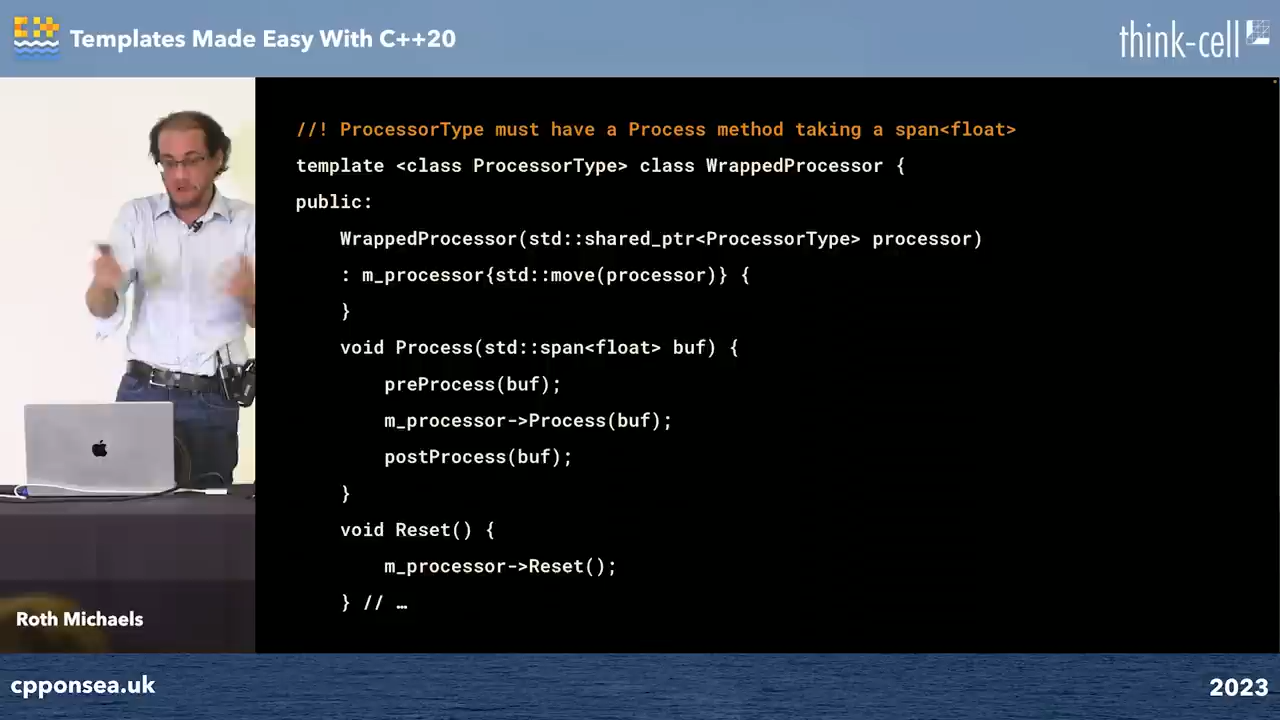 Templates Made Easy With C++20
think-cell
//! ProcessorType must have a Process method taking a span<float>
template <class ProcessorType> class WrappedProcessor {
public:
    WrappedProcessor(std::shared_ptr<ProcessorType> processor)
    : m_processor{std::move(processor)} {
    }
    void Process(std::span<float> buf) {
        preProcess(buf);
        m_processor->Process(buf);
        postProcess(buf);
    }
    void Reset() {
        m_processor->Reset();
    } // …
Roth Michaels
cpponsea.uk
2023